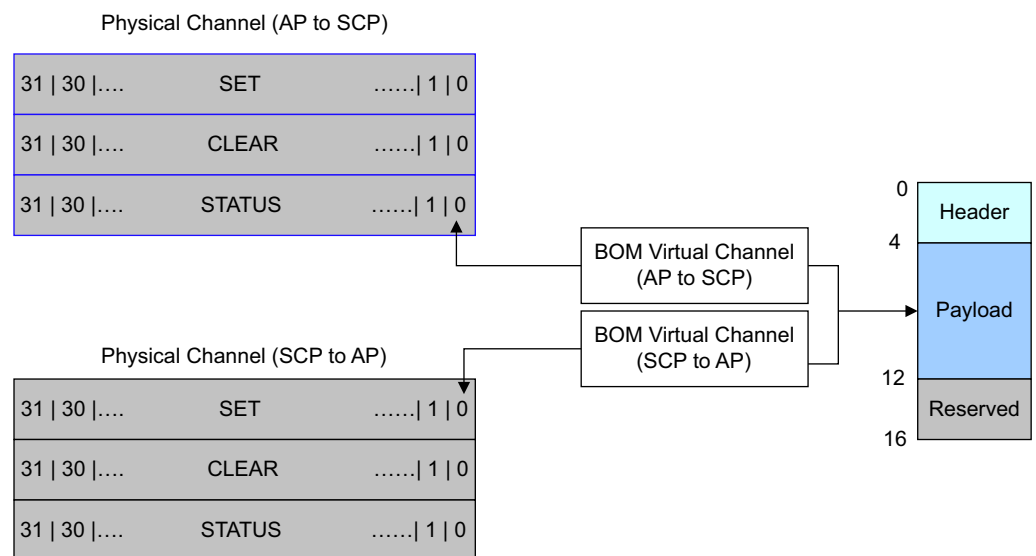 Physical Channel (AP to SCP)
31 | 30 |.... SET ......| 1 | 0
31 | 30 |.... CLEAR ......| 1 | 0
31 | 30 |.... STATUS ......| 1 | 0
BOM Virtual Channel
(AP to SCP)
BOM Virtual Channel
(SCP to AP)
Physical Channel (SCP to AP)
31 | 30 |.... SET ......| 1 | 0
31 | 30 |.... CLEAR ......| 1 | 0
31 | 30 |.... STATUS ......| 1 | 0
0
Header
4
Payload
12
Reserved
16